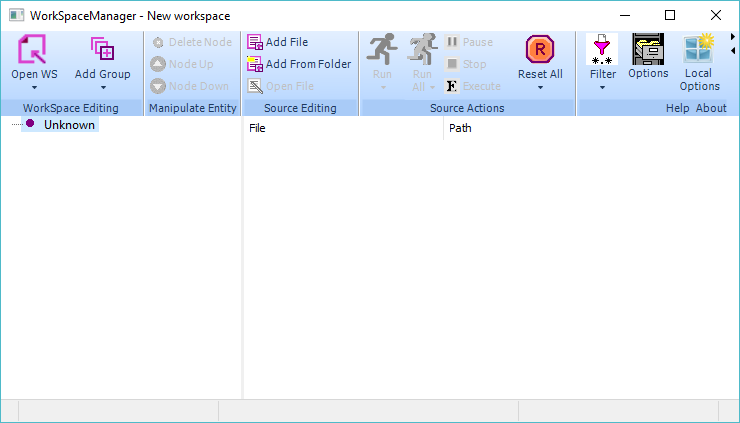 WorkSpaceManager - New workspace
Open WS
Add Group
WorkSpace Editing
Delete Node
Node Up
Node Down
Manipulate Entity
Add File
Add From Folder
Open File
Source Editing
Run
Run
All
Pause
Stop
E Execute
R
Reset All
Source Actions
*.*
Filter
Options
Local
Options
Help About
Unknown
File
Path